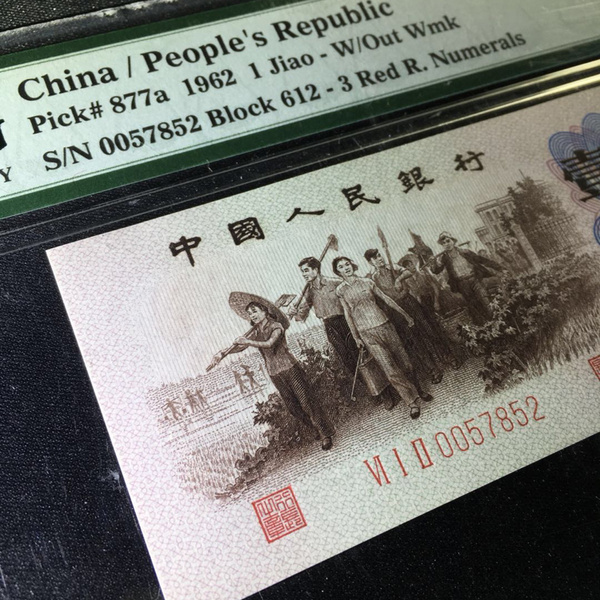 China / People's Republic
Pick# 877a 1962 1 Jiao - W/Out Wmk
S/N 0057852 Block 612 - 3 Red R. Numerals
Y
中國人民銀行
壹
VI I II 0057852